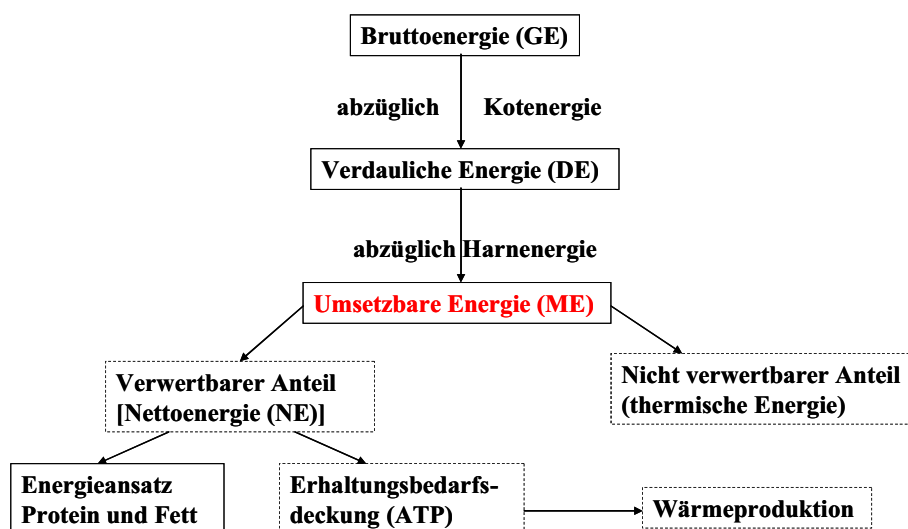 Bruttoenergie (GE)
abzüglich Kotenergie
Verdauliche Energie (DE)
abzüglich Harnenergie
Umsetzbare Energie (ME)
Verwertbarer Anteil
[Nettoenergie (NE)]
Nicht verwertbarer Anteil
(thermische Energie)
Energieansatz
Protein und Fett
Erhaltungsbedarfs-
deckung (ATP)
Wärmeproduktion